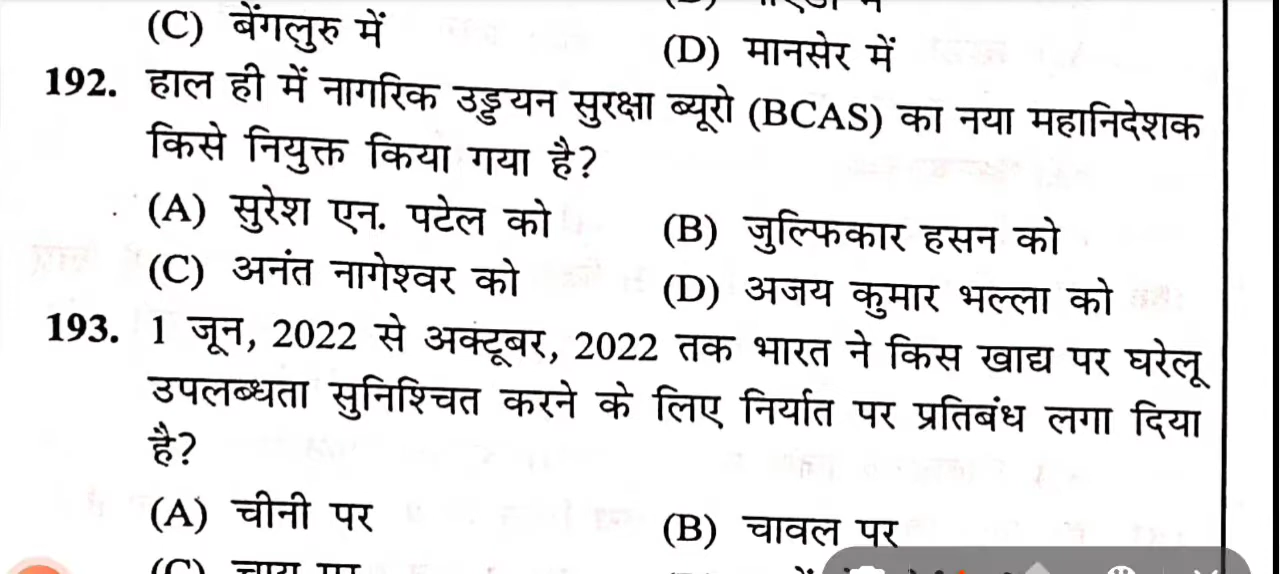 (C) बेंगलुरु में
(D) मानसेर में
192. हाल ही में नागरिक उड्डयन सुरक्षा ब्यूरो (BCAS) का नया महानिदेशक
किसे नियुक्त किया गया है?
(A) सुरेश एन. पटेल को
(B) जुल्फिकार हसन को
(C) अनंत नागेश्वर को
(D) अजय कुमार भल्ला को
193. 1 जून, 2022 से अक्टूबर, 2022 तक भारत ने किस खाद्य पर घरेलू
उपलब्धता सुनिश्चित करने के लिए निर्यात पर प्रतिबंध लगा दिया
है?
(A) चीनी पर
(B) चावल पर